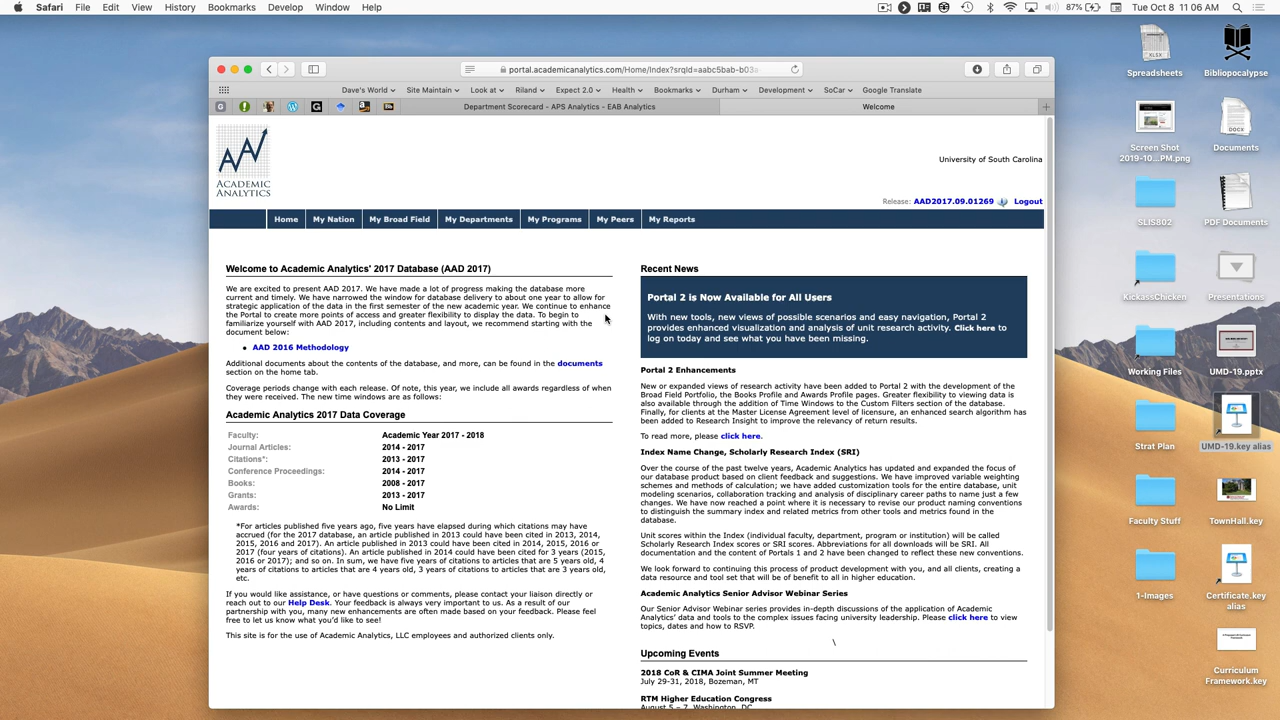 Safari File Edit View History Bookmarks Develop Window Help
87% Tue Oct 8 11:06 AM
portal.academicanalytics.com/Home/Index?srqId=aabc5bab-b03a
Dave's World Site Maintain Look at Riland Expect 2.0 Health Bookmarks Durham Development SoCar Google Translate
Department Scorecard - APS Analytics - EAB Analytics
Welcome
ACADEMIC
ANALYTICS
University of South Carolina
Release: AAD2017.09.01269 Logout
Home My Nation My Broad Field My Departments My Programs My Peers My Reports
Welcome to Academic Analytics' 2017 Database (AAD 2017)
We are excited to present AAD 2017. We have made a lot of progress making the database more
current and timely. We have narrowed the window for database delivery to about one year to allow for
strategic application of the data in the first semester of the new academic year. We continue to enhance
the Portal to create more points of access and greater flexibility to display the data. To begin to
familiarize yourself with AAD 2017, including contents and layout, we recommend starting with the
document below:
• AAD 2016 Methodology
Additional documents about the contents of the database, and more, can be found in the documents
section on the home tab.
Coverage periods change with each release. Of note, this year, we include all awards regardless of when
they were received. The new time windows are as follows:
Academic Analytics 2017 Data Coverage
Faculty: Academic Year 2017 - 2018
Journal Articles: 2014 - 2017
Citations*: 2013 - 2017
Conference Proceedings: 2014 - 2017
Books: 2008 - 2017
Grants: 2013 - 2017
Awards: No Limit
*For articles published five years ago, five years have elapsed during which citations may have
accrued (for the 2017 database, an article published in 2013 could have been cited in 2013, 2014,
2015, 2016 and 2017). An article published in 2013 could have been cited in 2014, 2015, 2016 or
2017 (four years of citations). An article published in 2014 could have been cited for 3 years (2015,
2016 or 2017); and so on. In sum, we have five years of citations to articles that are 5 years old, 4
years of citations to articles that are 4 years old, 3 years of citations to articles that are 3 years old,
etc.
If you would like assistance, or have questions or comments, please contact your liaison directly or
reach out to our Help Desk. Your feedback is always very important to us. As a result of our
partnership with you, many new enhancements are often made based on your feedback. Please feel
free to let us know what you'd like to see!
This site is for the use of Academic Analytics, LLC employees and authorized clients only.
Recent News
Portal 2 is Now Available for All Users
With new tools, new views of possible scenarios and easy navigation, Portal 2
provides enhanced visualization and analysis of unit research activity. Click here to
log on today and see what you have been missing.
Portal 2 Enhancements
New or expanded views of research activity have been added to Portal 2 with the development of the
Broad Field Portfolio, the Books Profile and Awards Profile pages. Greater flexibility to viewing data is
also available through the addition of Time Windows to the Custom Filters section of the database.
Finally, for clients at the Master License Agreement level of licensure, an enhanced search algorithm has
been added to Research Insight to improve the relevancy of return results.
To read more, please click here.
Index Name Change, Scholarly Research Index (SRI)
Over the course of the past twelve years, Academic Analytics has updated and expanded the focus of
our database product based on client feedback and suggestions. We have improved variable weighting
schemes and methods of calculation; we have added customization tools for the entire database, unit
modeling scenarios, collaboration tracking and analysis of disciplinary career paths to name just a few
changes. We have now reached a point where it is necessary to revise our product naming conventions
to distinguish the summary index and related metrics from other tools and metrics found in the
database.
Unit scores within the Index (individual faculty, department, program or institution) will be called
Scholarly Research Index scores or SRI scores. Abbreviations for all downloads will be SRI. All
documentation and the content of Portals 1 and 2 have been changed to reflect these new conventions.
We look forward to continuing this process of product development with you, and all clients, creating a
data resource and tool set that will be of benefit to all in higher education.
Academic Analytics Senior Advisor Webinar Series
Our Senior Advisor Webinar series provides in-depth discussions of the application of Academic
Analytics' data and tools to the complex issues facing university leadership. Please click here to view
topics, dates and how to RSVP.
\
Upcoming Events
2018 CoR & CIMA Joint Summer Meeting
July 29-31, 2018, Bozeman, MT
RTM Higher Education Congress
August 5 – 7, Washington, DC
XLSX
Spreadsheets
Bibliopocalypse
Screen Shot
2019-10...PM.png
DOCX
Documents
SLIS802
PDF Documents
KickassChicken
Presentations
Working Files
UMD-19.pptx
Strat Plan
UMD-19.key alias
Faculty Stuff
TownHall.key
1-Images
Certificate.key
alias
Curriculum
Framework.key